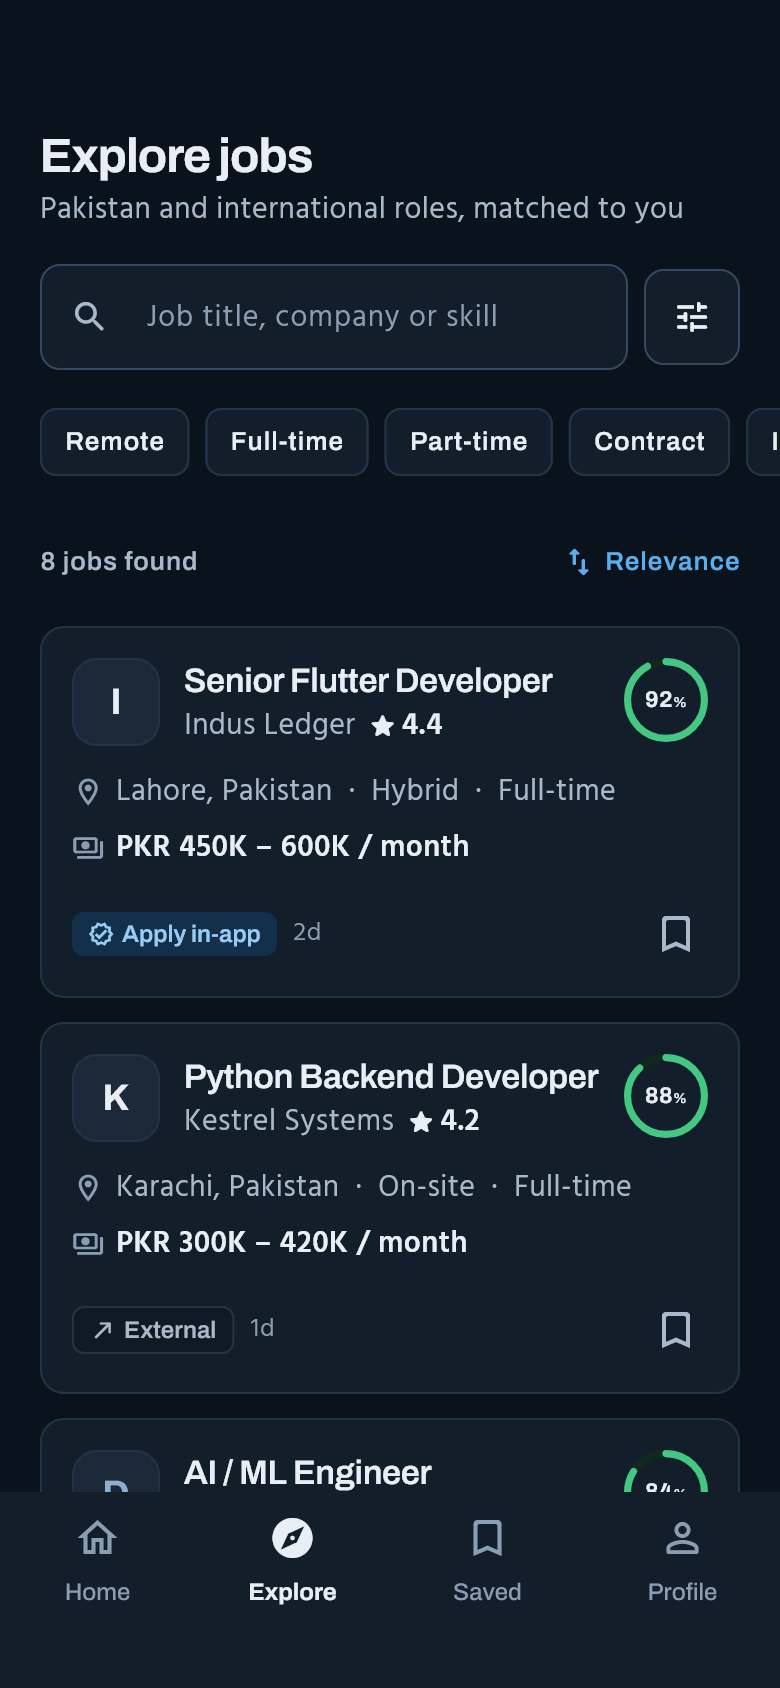 Explore jobs
Pakistan and international roles, matched to you
Job title, company or skill
Remote Full-time Part-time Contract
8 jobs found Relevance
I
Senior Flutter Developer
92%
Indus Ledger ★ 4.4
Lahore, Pakistan · Hybrid · Full-time
PKR 450K – 600K / month
Apply in-app 2d
K
Python Backend Developer
88%
Kestrel Systems ★ 4.2
Karachi, Pakistan · On-site · Full-time
PKR 300K – 420K / month
External 1d
AI / ML Engineer
84%
Home Explore Saved Profile